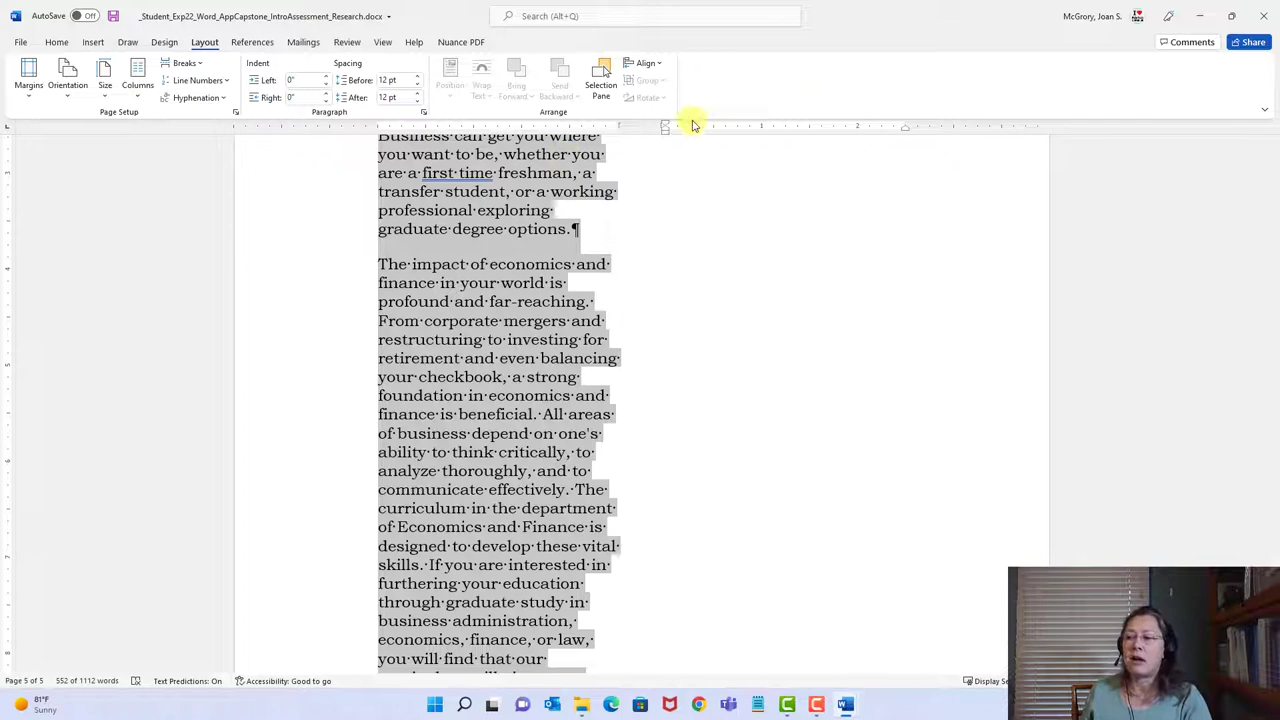 AutoSave Off _Student_Exp22_Word_AppCapstone_IntroAssessment_Research.docx Search (Alt+Q) McGrory, Joan S.
File Home Insert Draw Design Layout References Mailings Review View Help Nuance PDF Comments Share
Margins Orientation Size Columns
Breaks
Line Numbers
Hyphenation
Page Setup
Indent Spacing
Left: 0" Before: 12 pt
Right: 0" After: 12 pt
Paragraph
Position Wrap Text Bring Forward Send Backward Selection Pane
Align
Group
Rotate
Arrange
1 2
Business·can·get·you·where·
you·want·to·be,·whether·you·
are·a·first·time·freshman,·a·
transfer·student,·or·a·working·
professional·exploring·
graduate·degree·options.¶
The·impact·of·economics·and·
finance·in·your·world·is·
profound·and·far-reaching.·
From·corporate·mergers·and·
restructuring·to·investing·for·
retirement·and·even·balancing·
your·checkbook,·a·strong·
foundation·in·economics·and·
finance·is·beneficial.·All·areas·
of·business·depend·on·one's·
ability·to·think·critically,·to·
analyze·thoroughly,·and·to·
communicate·effectively.·The·
curriculum·in·the·department·
of·Economics·and·Finance·is·
designed·to·develop·these·vital·
skills.·If·you·are·interested·in·
furthering·your·education·
through·graduate·study·in·
business·administration,·
economics,·finance,·or·law,·
you·will·find·that·our·
Page 5 of 5 552 of 1112 words Text Predictions: On Accessibility: Good to go Display
81°F
Sunny